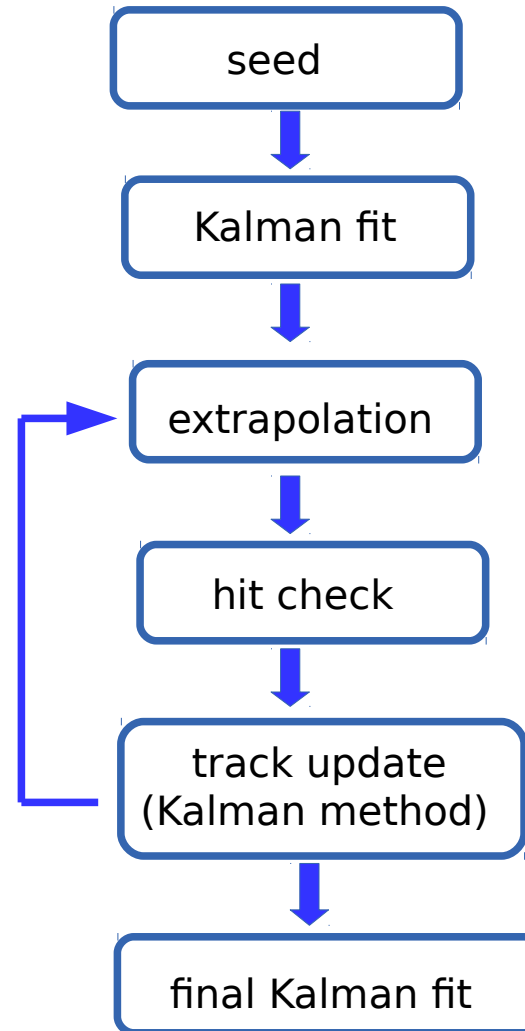 seed
Kalman fit
extrapolation
hit check
track update
(Kalman method)
final Kalman fit